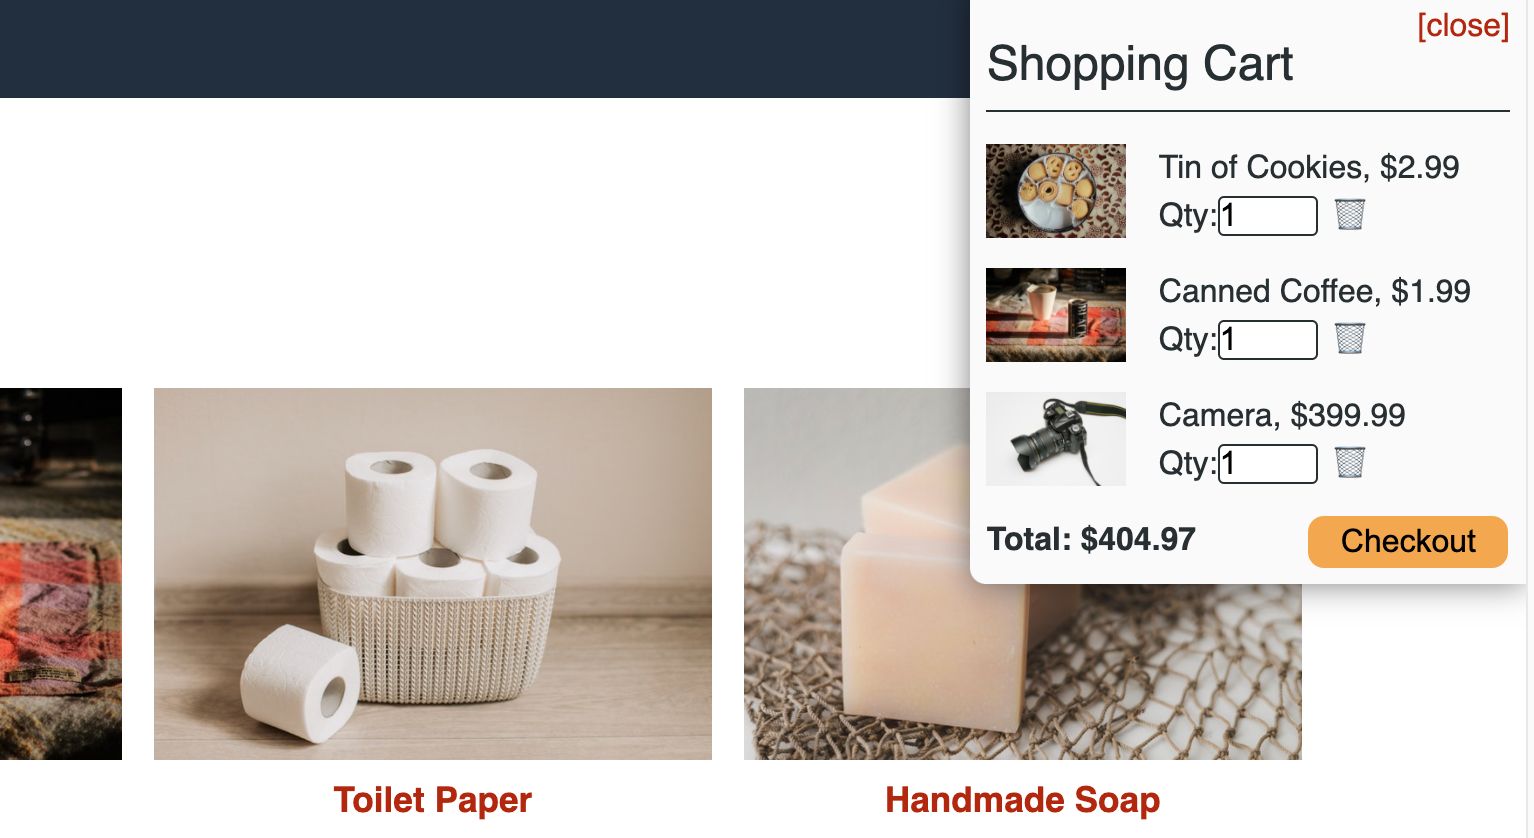 [close]
Shopping Cart
Tin of Cookies, $2.99
Qty:1
Canned Coffee, $1.99
Qty:1
Camera, $399.99
Qty:1
Total: $404.97 Checkout
Toilet Paper Handmade Soap